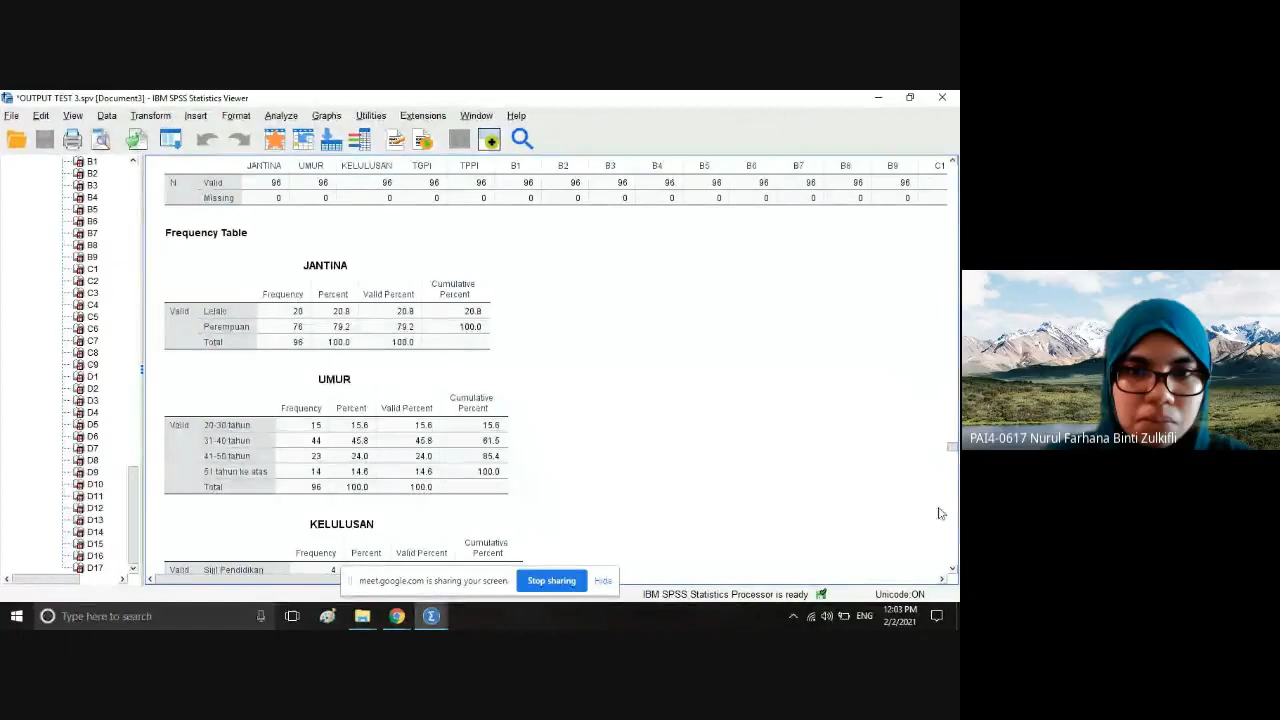 *OUTPUT TEST 3.spv [Document3] - IBM SPSS Statistics Viewer
File Edit View Data Transform Insert Format Analyze Graphs Utilities Extensions Window Help
B1
B2
B3
B4
B5
B6
B7
B8
B9
C1
C2
C3
C4
C5
C6
C7
C8
C9
D1
D2
D3
D4
D5
D6
D7
D8
D9
D10
D11
D12
D13
D14
D15
D16
D17
JANTINA UMUR KELULUSAN TGPI TPPI B1 B2 B3 B4 B5 B6 B7 B8 B9 C1
N Valid 96 96 96 96 96 96 96 96 96 96 96 96 96 96
Missing 0 0 0 0 0 0 0 0 0 0 0 0 0 0
Frequency Table
JANTINA
Frequency Percent Valid Percent Cumulative Percent
Valid Lelaki 20 20.8 20.8 20.8
Perempuan 76 79.2 79.2 100.0
Total 96 100.0 100.0
UMUR
Frequency Percent Valid Percent Cumulative Percent
Valid 20-30 tahun 15 15.6 15.6 15.6
31-40 tahun 44 45.8 45.8 61.5
41-50 tahun 23 24.0 24.0 85.4
51 tahun ke atas 14 14.6 14.6 100.0
Total 96 100.0 100.0
KELULUSAN
Frequency Percent Valid Percent Cumulative Percent
Valid Sijil Pendidikan 4
meet.google.com is sharing your screen. Stop sharing Hide
IBM SPSS Statistics Processor is ready Unicode:ON
Type here to search
ENG 12:03 PM
2/2/2021
PAI4-0617 Nurul Farhana Binti Zulkifli